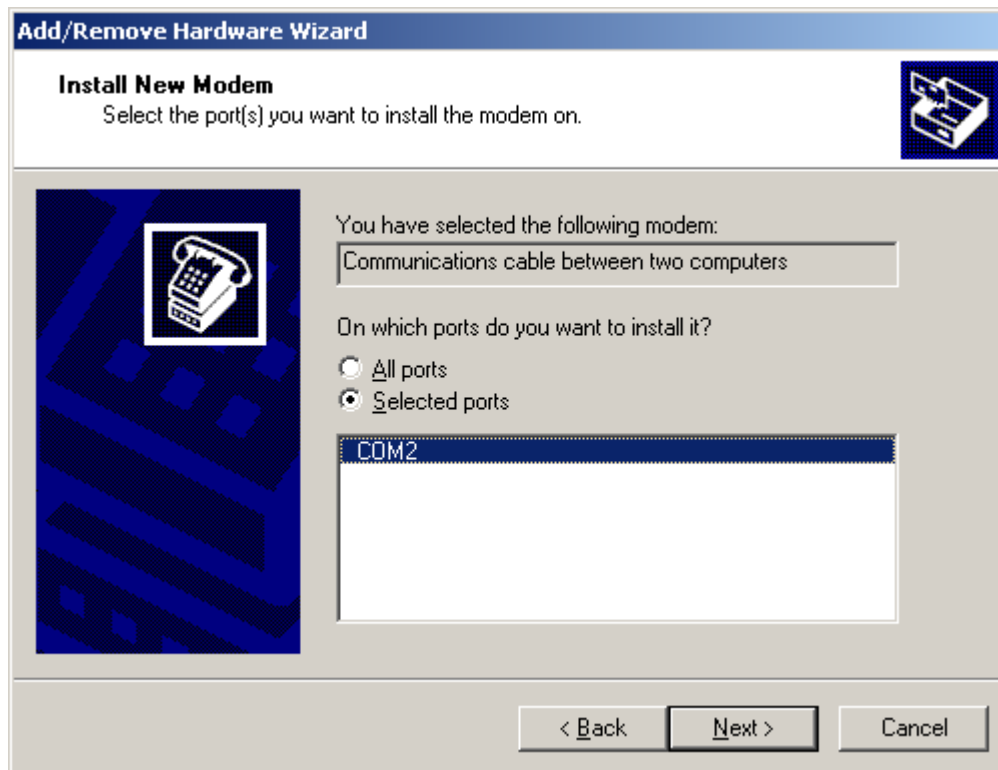 Add/Remove Hardware Wizard
Install New Modem
Select the port(s) you want to install the modem on.
You have selected the following modem:
Communications cable between two computers
On which ports do you want to install it?
All ports
Selected ports
COM2
< Back
Next >
Cancel